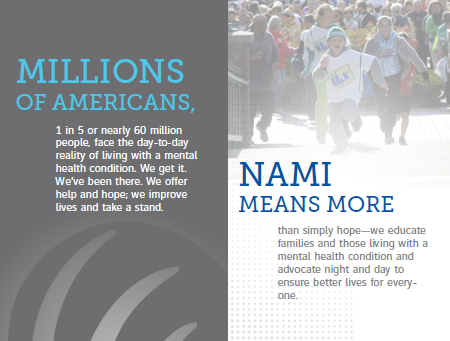 MILLIONS
OF AMERICANS,
1 in 5 or nearly 60 million
people, face the day-to-day
reality of living with a mental
health condition. We get it.
We've been there. We offer
help and hope; we improve
lives and take a stand.
WALK
NAMI
MEANS MORE
than simply hope—we educate
families and those living with a
mental health condition and
advocate night and day to
ensure better lives for every-
one.